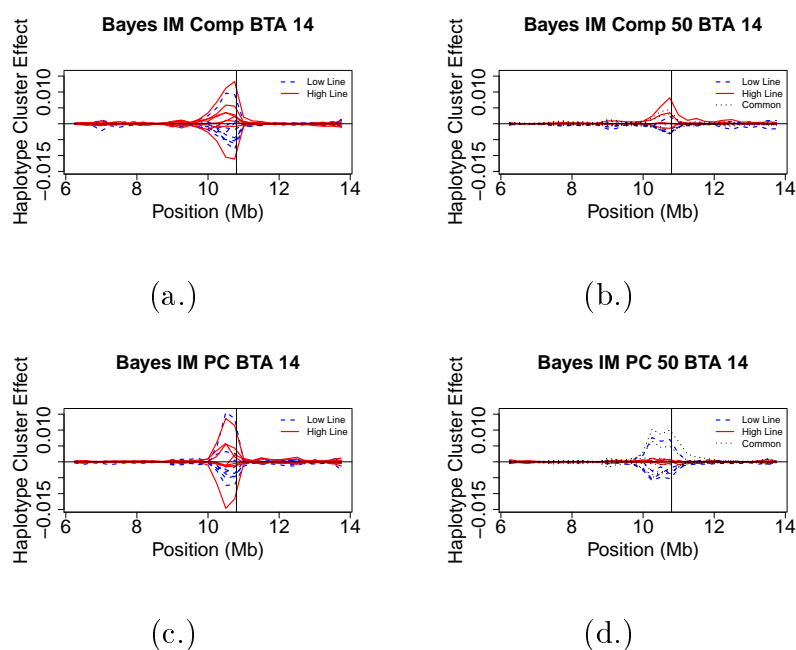 Bayes IM Comp BTA 14
Haplotype Cluster Effect
0.010
−0.015
Low Line
High Line
6 8 10 12 14
Position (Mb)
(a.)
Bayes IM Comp 50 BTA 14
Haplotype Cluster Effect
0.010
−0.015
Low Line
High Line
Common
6 8 10 12 14
Position (Mb)
(b.)
Bayes IM PC BTA 14
Haplotype Cluster Effect
0.010
−0.015
Low Line
High Line
6 8 10 12 14
Position (Mb)
(c.)
Bayes IM PC 50 BTA 14
Haplotype Cluster Effect
0.010
−0.015
Low Line
High Line
Common
6 8 10 12 14
Position (Mb)
(d.)